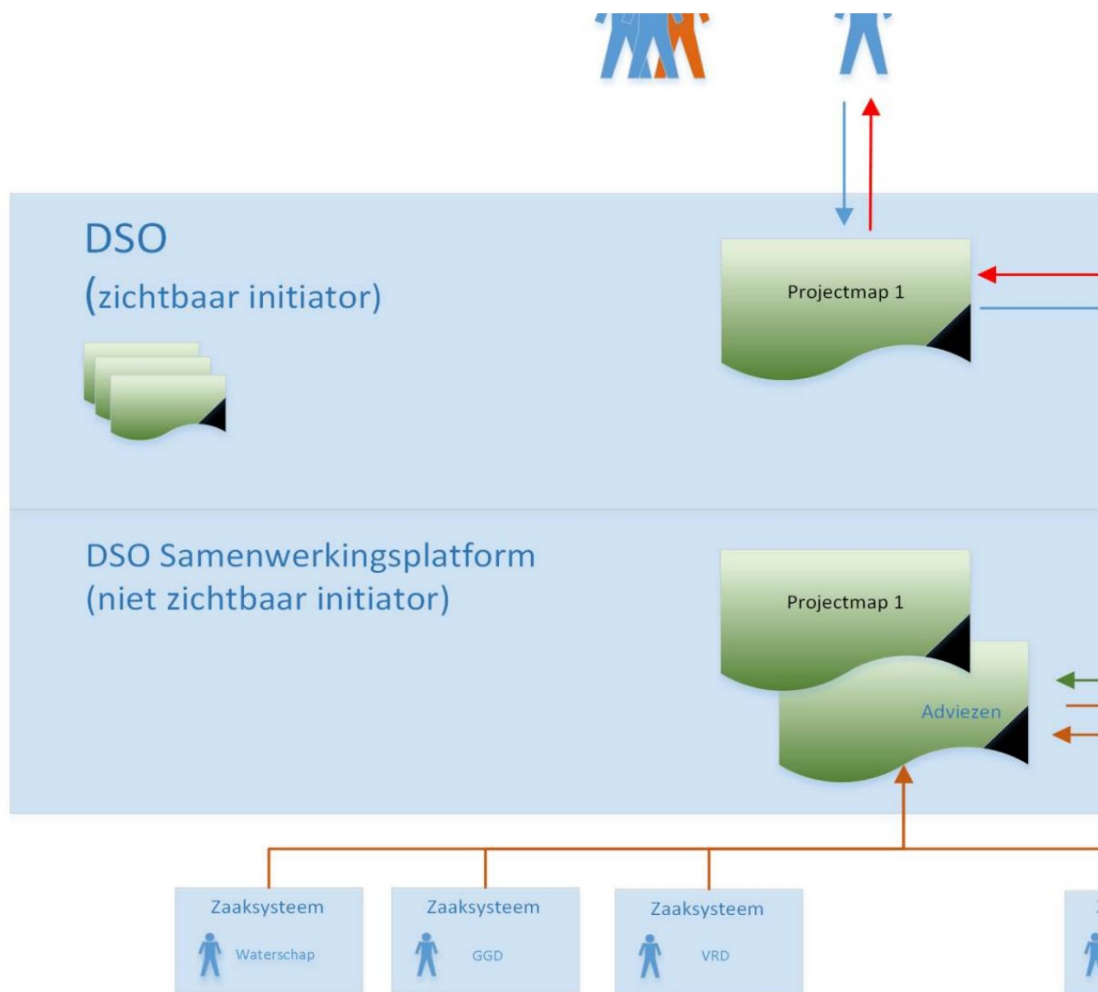 DSO
(zichtbaar initiator)
Projectmap 1
DSO Samenwerkingsplatform
(niet zichtbaar initiator)
Projectmap 1
Adviezen
Zaaksysteem
Waterschap
Zaaksysteem
GGD
Zaaksysteem
VRD